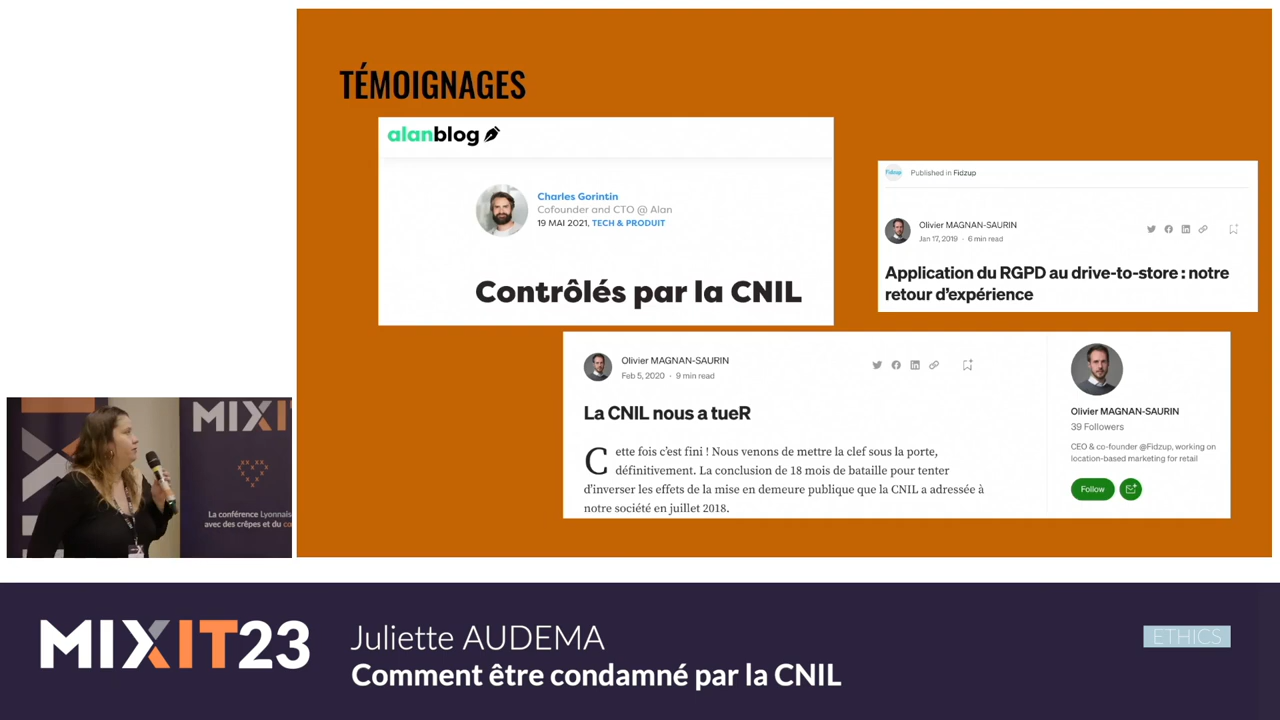 TÉMOIGNAGES
alanblog
Charles Gorintin
Cofounder and CTO @ Alan
19 MAI 2021, TECH & PRODUIT
Contrôlés par la CNIL
Fidzup
Published in Fidzup
Olivier MAGNAN-SAURIN
Jan 17, 2019 · 6 min read
Application du RGPD au drive-to-store : notre
retour d’expérience
Olivier MAGNAN-SAURIN
Feb 5, 2020 · 9 min read
La CNIL nous a tueR
Cette fois c’est fini ! Nous venons de mettre la clef sous la porte,
définitivement. La conclusion de 18 mois de bataille pour tenter
d’inverser les effets de la mise en demeure publique que la CNIL a adressée à
notre société en juillet 2018.
Olivier MAGNAN-SAURIN
39 Followers
CEO & co-founder @Fidzup, working on
location-based marketing for retail
Follow
MIXIT
La conférence Lyonnais
avec des crêpes et du co
MIXIT23
Juliette AUDEMA
Comment être condamné par la CNIL
ETHICS